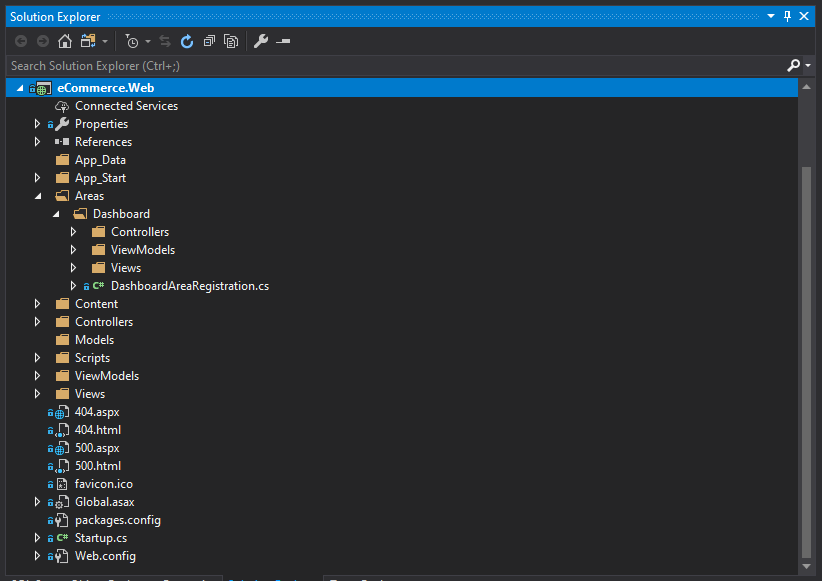 Solution Explorer
Search Solution Explorer (Ctrl+;)
eCommerce.Web
Connected Services
Properties
References
App_Data
App_Start
Areas
Dashboard
Controllers
ViewModels
Views
C# DashboardAreaRegistration.cs
Content
Controllers
Models
Scripts
ViewModels
Views
404.aspx
404.html
500.aspx
500.html
favicon.ico
Global.asax
packages.config
C# Startup.cs
Web.config